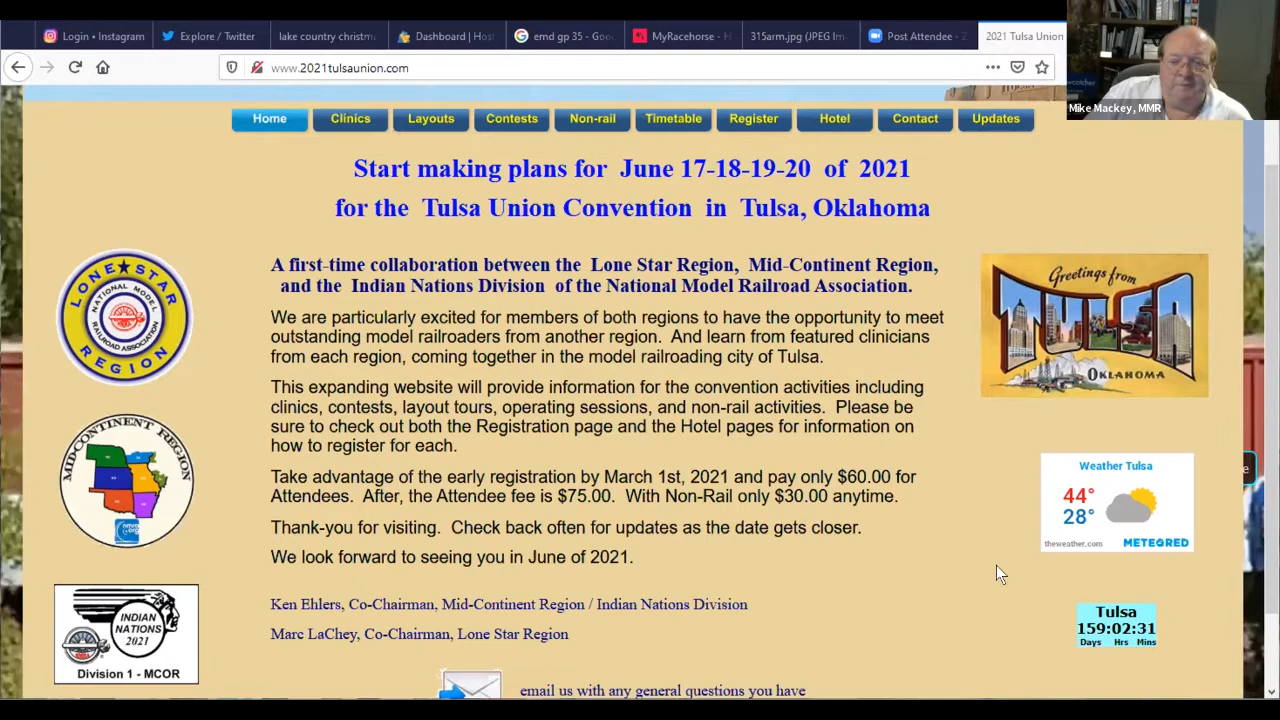 Login • Instagram
Explore / Twitter
lake country christma
Dashboard | Host
emd gp 35 - Goo
MyRacehorse - H
315arm.jpg (JPEG Im
Post Attendee - Z
2021 Tulsa Union
www.2021tulsaunion.com
Mike Mackey, MMR
Home
Clinics
Layouts
Contests
Non-rail
Timetable
Register
Hotel
Contact
Updates
Start making plans for June 17-18-19-20 of 2021
for the Tulsa Union Convention in Tulsa, Oklahoma
A first-time collaboration between the Lone Star Region, Mid-Continent Region,
and the Indian Nations Division of the National Model Railroad Association.
We are particularly excited for members of both regions to have the opportunity to meet
outstanding model railroaders from another region. And learn from featured clinicians
from each region, coming together in the model railroading city of Tulsa.
This expanding website will provide information for the convention activities including
clinics, contests, layout tours, operating sessions, and non-rail activities. Please be
sure to check out both the Registration page and the Hotel pages for information on
how to register for each.
Take advantage of the early registration by March 1st, 2021 and pay only $60.00 for
Attendees. After, the Attendee fee is $75.00. With Non-Rail only $30.00 anytime.
Thank-you for visiting. Check back often for updates as the date gets closer.
We look forward to seeing you in June of 2021.
Ken Ehlers, Co-Chairman, Mid-Continent Region / Indian Nations Division
Marc LaChey, Co-Chairman, Lone Star Region
email us with any general questions you have
LONE STAR
NATIONAL MODEL
RAILROAD ASSOCIATION
REGION
MIDCONTINENT REGION
INDIAN
NATIONS
2021
Division 1 - MCOR
Greetings from
TULSA
OKLAHOMA
Weather Tulsa
44°
28°
theweather.com
METEORED
Tulsa
159:02:31
Days Hrs Mins